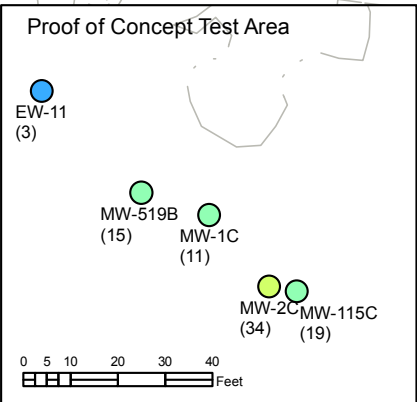 Proof of Concept Test Area
EW-11
(3)
MW-519B
(15)
MW-1C
(11)
MW-2C
(34)
MW-115C
(19)
0 5 10 20 30 40
Feet